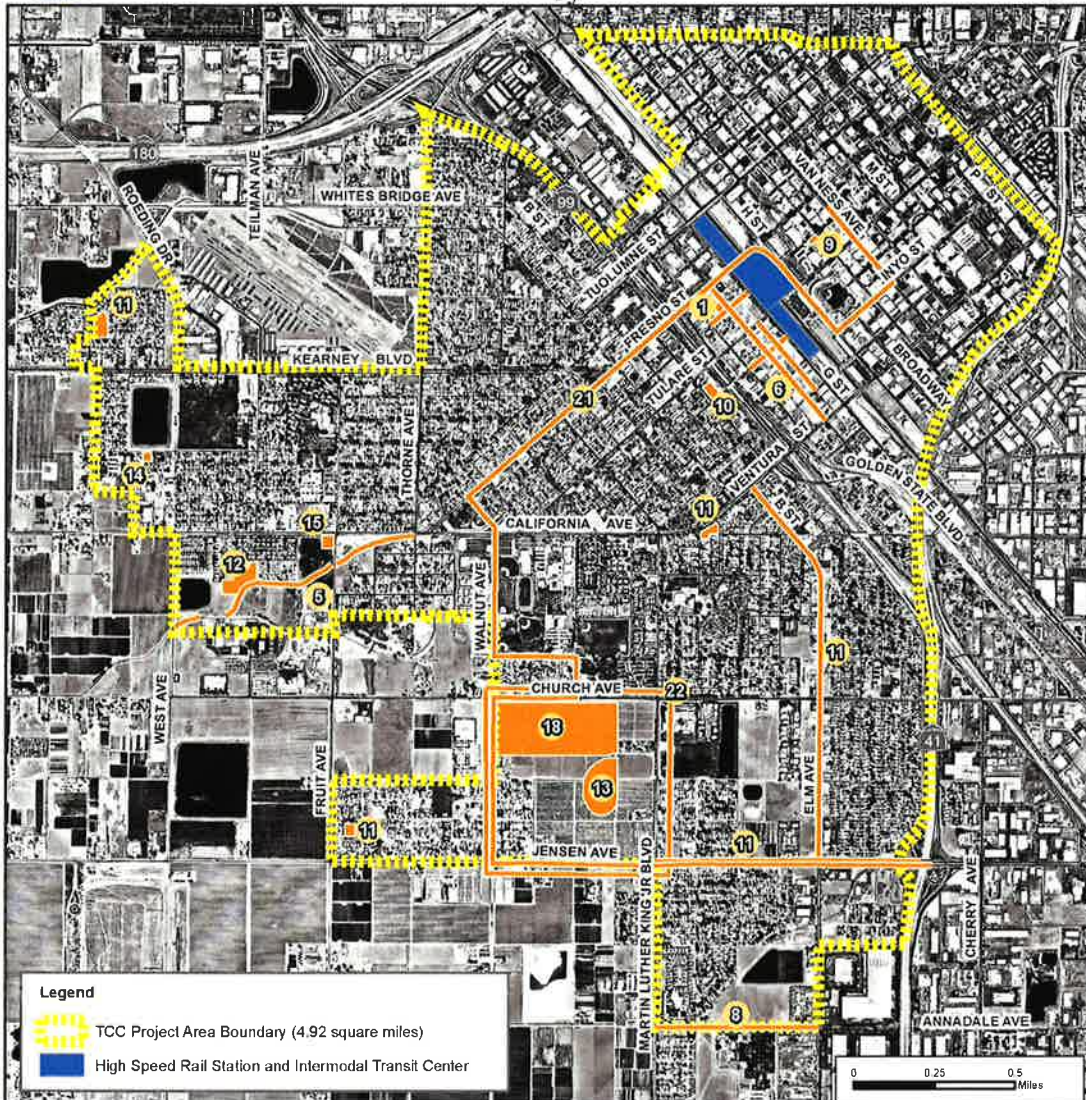 180
ROEDING DR
TEILMAN AVE
WHITES BRIDGE AVE
99
B ST
TUOLUMNE ST
H ST
VAN NESS AVE
M ST
P ST
9
INYO ST
11
KEARNEY BLVD
FRESNO ST
1
TULARE ST
6
G ST
BROADWAY
21
10
THORNE AVE
14
VENTURA ST
GOLDEN STATE BLVD
15
CALIFORNIA AVE
11
B ST
12
5
WALNUT AVE
11
WEST AVE
CHURCH AVE
22
18
FRUIT AVE
13
ELM AVE
11
11
JENSEN AVE
MARTIN LUTHER KING JR BLVD
CHERRY AVE
8
ANNADALE AVE
Legend
TCC Project Area Boundary (4.92 square miles)
High Speed Rail Station and Intermodal Transit Center
0 0.25 0.5
Miles